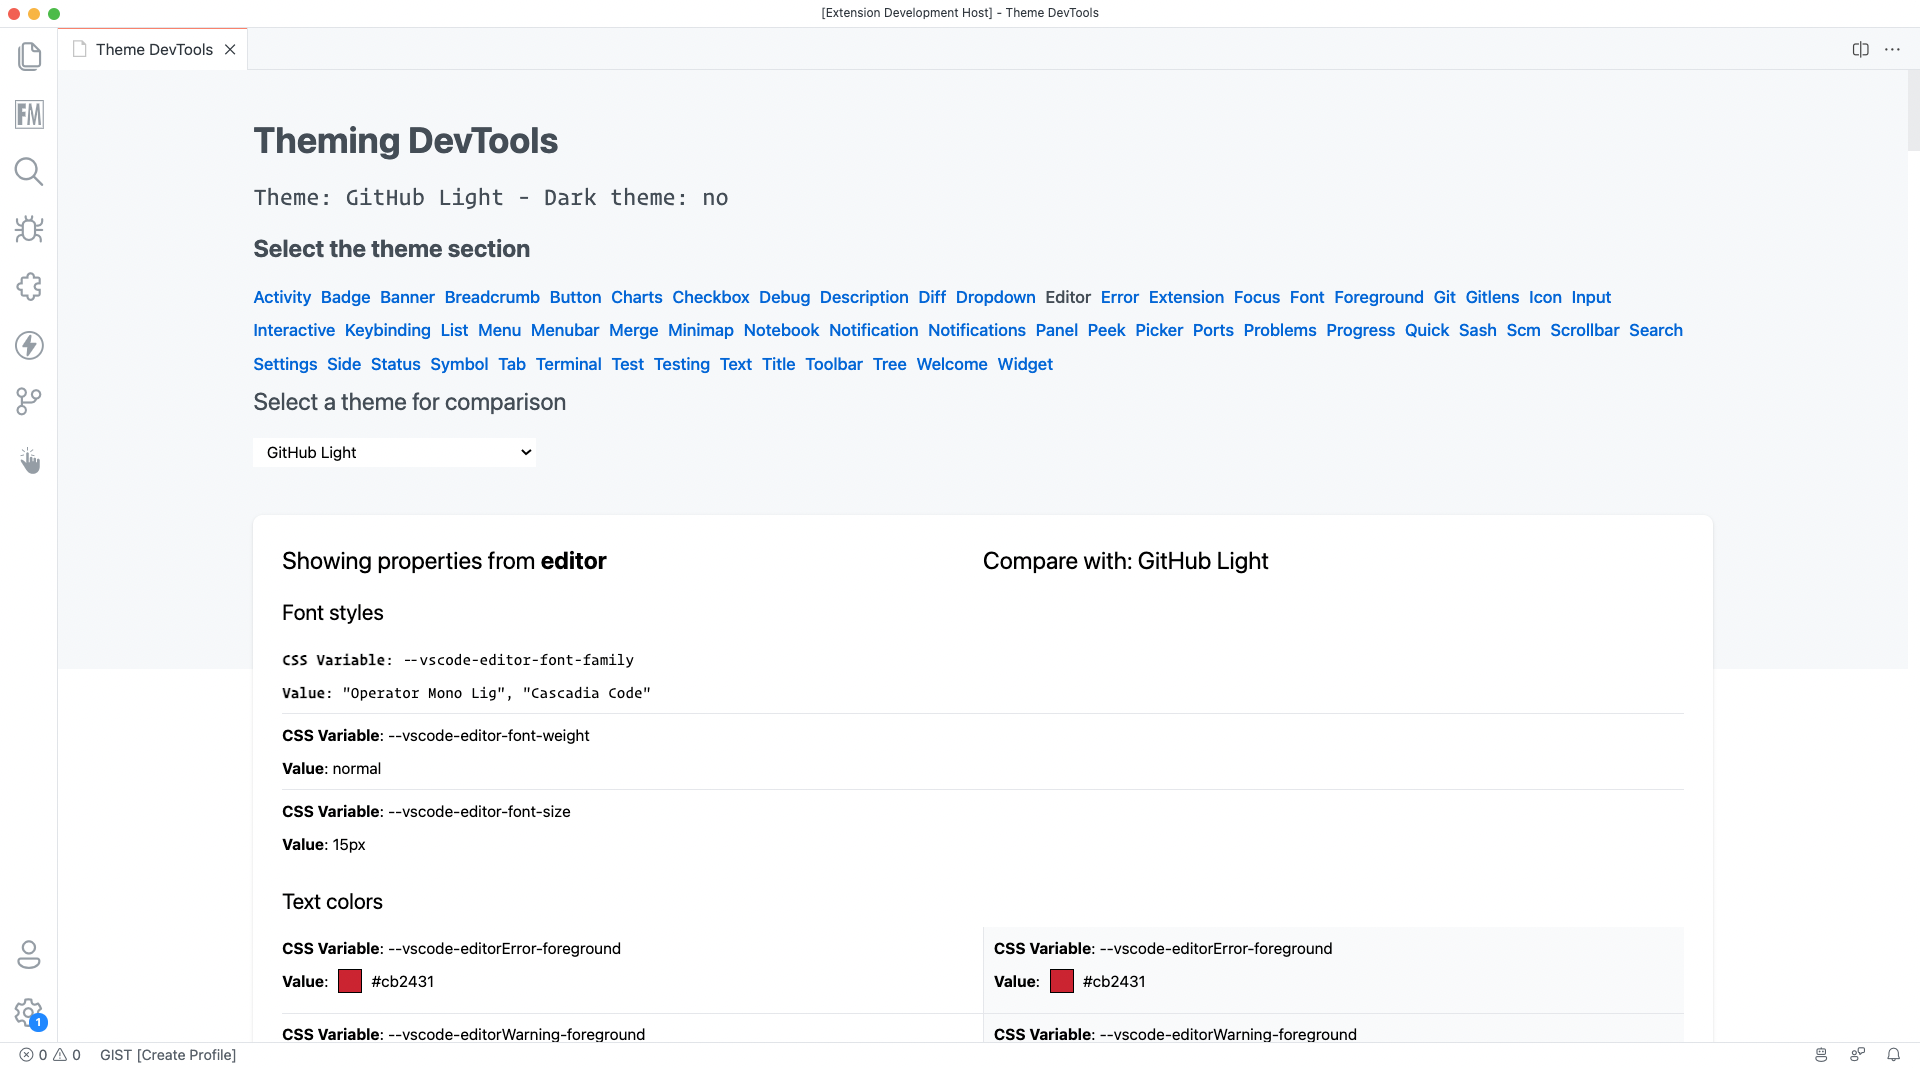 [Extension Development Host] - Theme DevTools
Theme DevTools
FM
Theming DevTools
Theme: GitHub Light - Dark theme: no
Select the theme section
Activity Badge Banner Breadcrumb Button Charts Checkbox Debug Description Diff Dropdown Editor Error Extension Focus Font Foreground Git Gitlens Icon Input
Interactive Keybinding List Menu Menubar Merge Minimap Notebook Notification Notifications Panel Peek Picker Ports Problems Progress Quick Sash Scm Scrollbar Search
Settings Side Status Symbol Tab Terminal Test Testing Text Title Toolbar Tree Welcome Widget
Select a theme for comparison
GitHub Light
Showing properties from editor
Compare with: GitHub Light
Font styles
CSS Variable: --vscode-editor-font-family
Value: "Operator Mono Lig", "Cascadia Code"
CSS Variable: --vscode-editor-font-weight
Value: normal
CSS Variable: --vscode-editor-font-size
Value: 15px
Text colors
CSS Variable: --vscode-editorError-foreground
Value: #cb2431
CSS Variable: --vscode-editorError-foreground
Value: #cb2431
CSS Variable: --vscode-editorWarning-foreground
CSS Variable: --vscode-editorWarning-foreground
1
0 0 GIST [Create Profile]